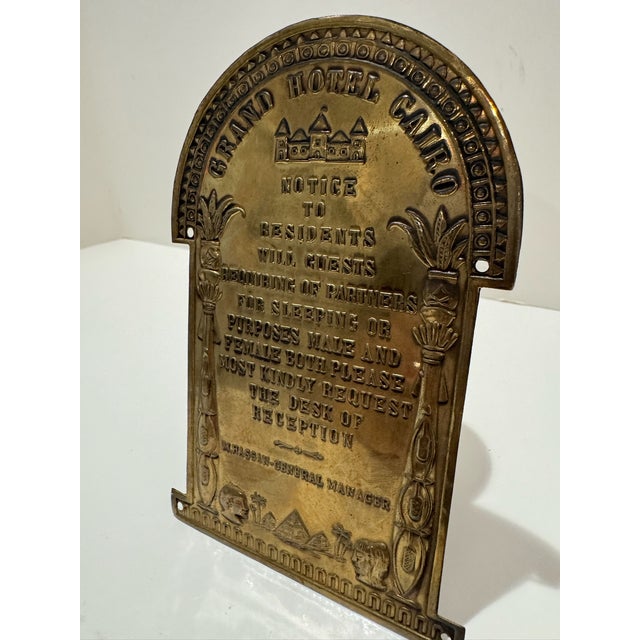 GRAND HOTEL CAIRO
NOTICE
TO
RESIDENTS
WILL GUESTS
REQUIRING OF PARTNERS
FOR SLEEPING OR
PURPOSES MALE AND
FEMALE BOTH PLEASE
MOST KINDLY REQUEST
THE DESK OF
RECEPTION
M.HASSAN-GENERAL MANAGER